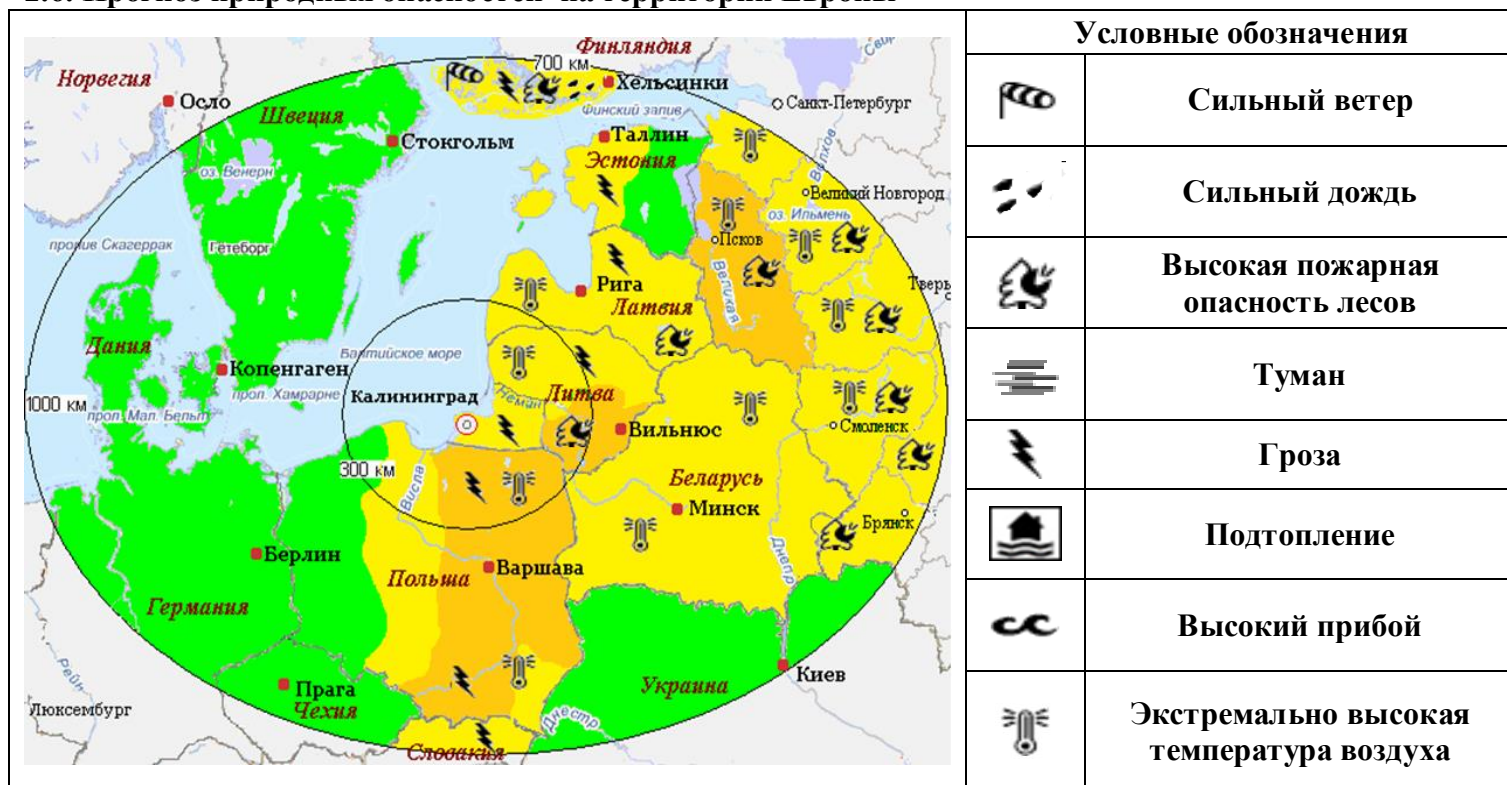 Условные обозначения
Сильный ветер
Сильный дождь
Высокая пожарная
опасность лесов
Туман
Гроза
Подтопление
Высокий прибой
Экстремально высокая
температура воздуха
Финляндия
700 км
Норвегия
Хельсинки
Осло
Санкт-Петербург
Швеция
Финский залив
Стокгольм
Таллин
Эстония
Волхов
оз. Венерн
Великий Новгород
оз. Ильмень
Псков
пролив Скагеррак
Гётеборг
Великая
Рига
Тверь
Латвия
Дания
Балтийское море
Копенгаген
Калининград
Неман
Литва
1000 км
прол. Мал. Бельт
Вильнюс
Смоленск
300 км
Висла
Беларусь
Минск
Брянск
Берлин
Варшава
Днепр
Польша
Германия
Рейн
Прага
Чехия
Украина
Киев
Люксембург
Днестр
Словакия